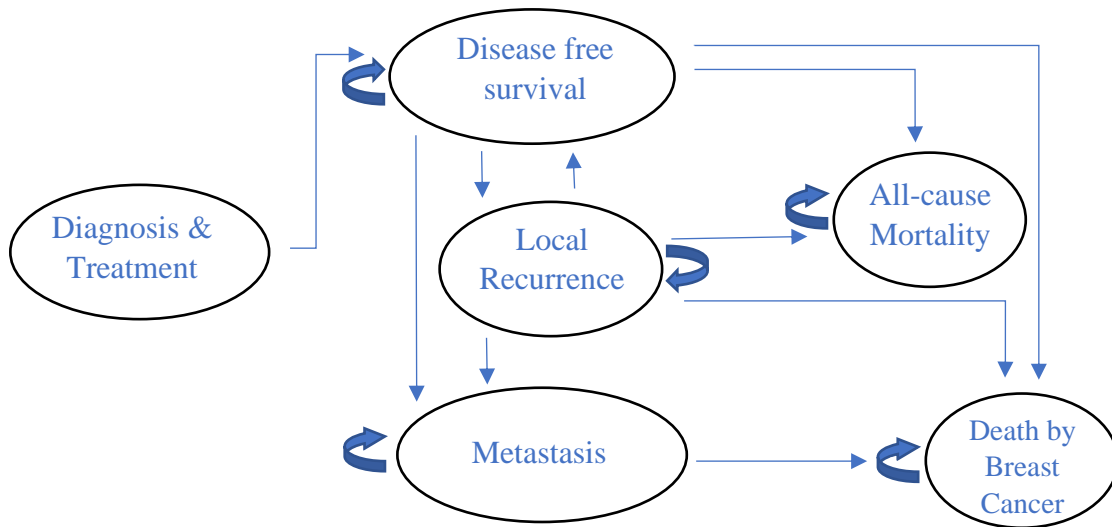 Disease free
survival
Diagnosis &
Treatment
Local
Recurrence
All-cause
Mortality
Metastasis
Death by
Breast
Cancer